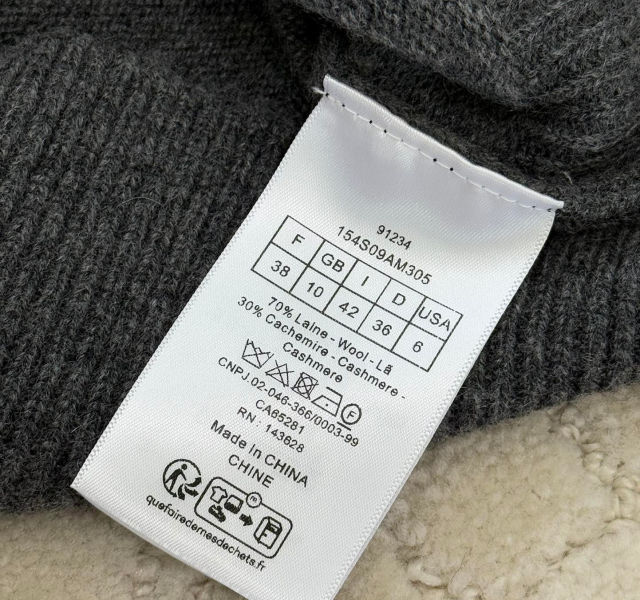 91234
154S09AM305
F GB I D USA
38 10 42 36 6
70% Laine - Wool - Lã
30% Cachemire - Cashmere -
Cashmere
F
CNPJ.02-046-366/0003-99
CA65281
RN : 143628
Made In CHINA
CHINE
FR
quefairedemesdechets.fr